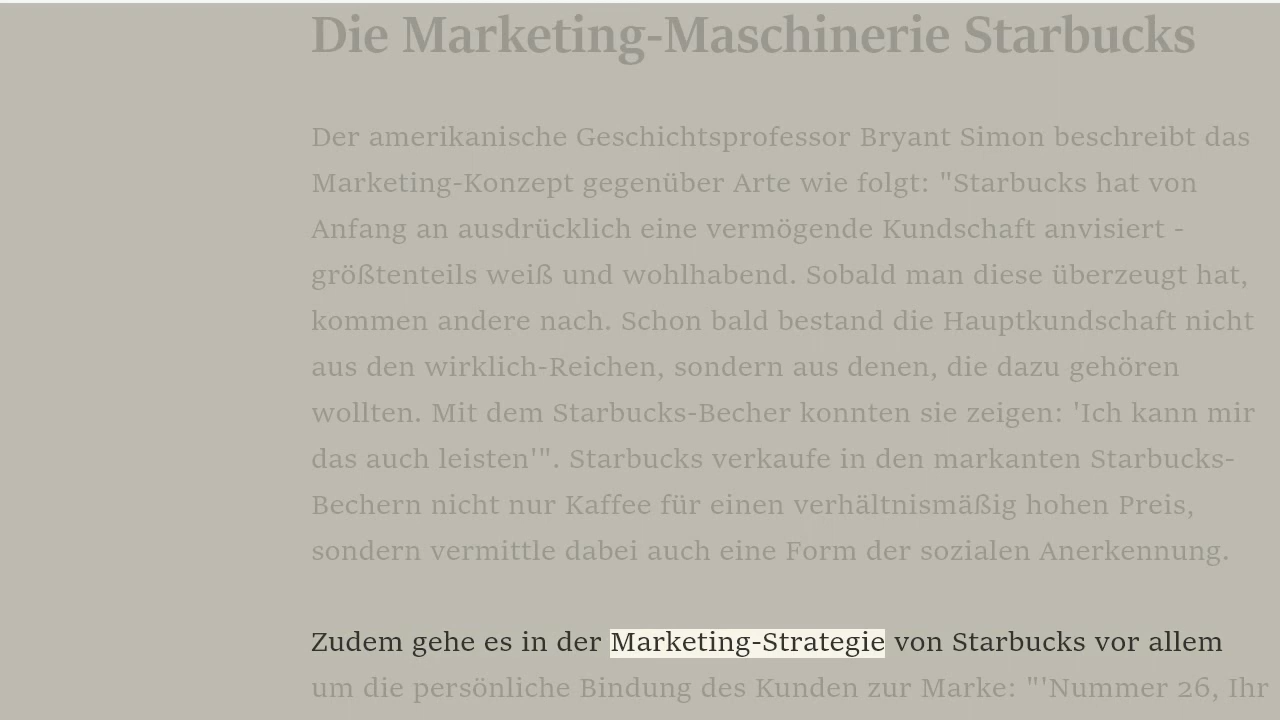 Die Marketing-Maschinerie Starbucks
Der amerikanische Geschichtsprofessor Bryant Simon beschreibt das
Marketing-Konzept gegenüber Arte wie folgt: "Starbucks hat von
Anfang an ausdrücklich eine vermögende Kundschaft anvisiert -
größtenteils weiß und wohlhabend. Sobald man diese überzeugt hat,
kommen andere nach. Schon bald bestand die Hauptkundschaft nicht
aus den wirklich-Reichen, sondern aus denen, die dazu gehören
wollten. Mit dem Starbucks-Becher konnten sie zeigen: 'Ich kann mir
das auch leisten'". Starbucks verkaufe in den markanten Starbucks-
Bechern nicht nur Kaffee für einen verhältnismäßig hohen Preis,
sondern vermittle dabei auch eine Form der sozialen Anerkennung.
Zudem gehe es in der Marketing-Strategie von Starbucks vor allem
um die persönliche Bindung des Kunden zur Marke: "'Nummer 26, Ihr